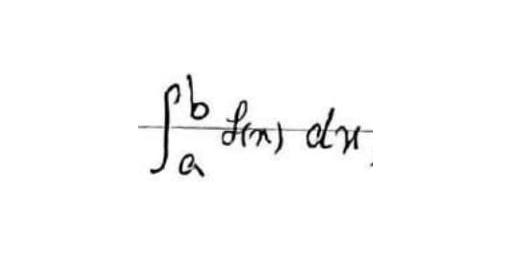 ∫_a^b f(x) dx